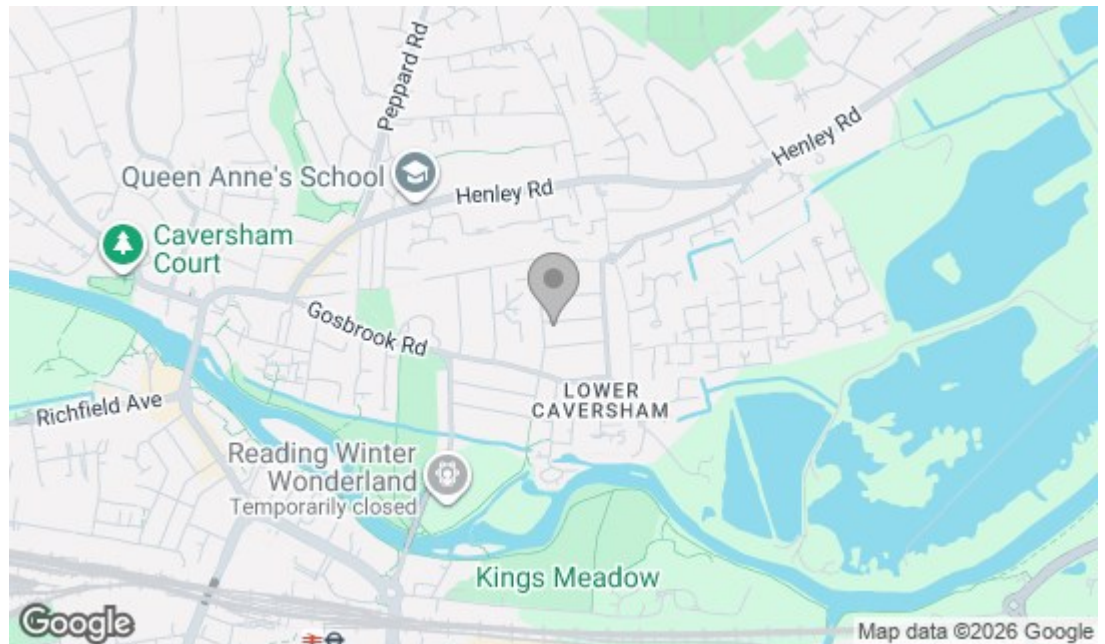 Peppard Rd
Henley Rd
Queen Anne's School
Henley Rd
Caversham
Court
Gosbrook Rd
LOWER
CAVERSHAM
Richfield Ave
Reading Winter
Wonderland
Temporarily closed
Kings Meadow
Google
Map data ©2026 Google